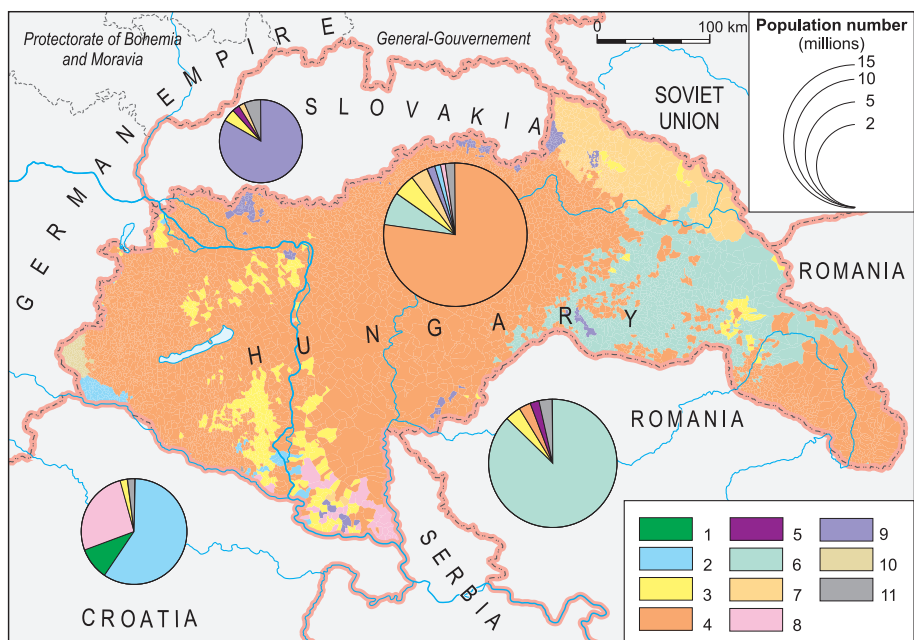 Protectorate of Bohemia
and Moravia
General-Gouvernement
100 km
0
Population number
(millions)
15
10
5
2
GERMAN EMPIRE
SLOVAKIA
SOVIET
UNION
ROMANIA
HUNGARY
ROMANIA
CROATIA
SERBIA
1
2
3
4
5
6
7
8
9
10
11